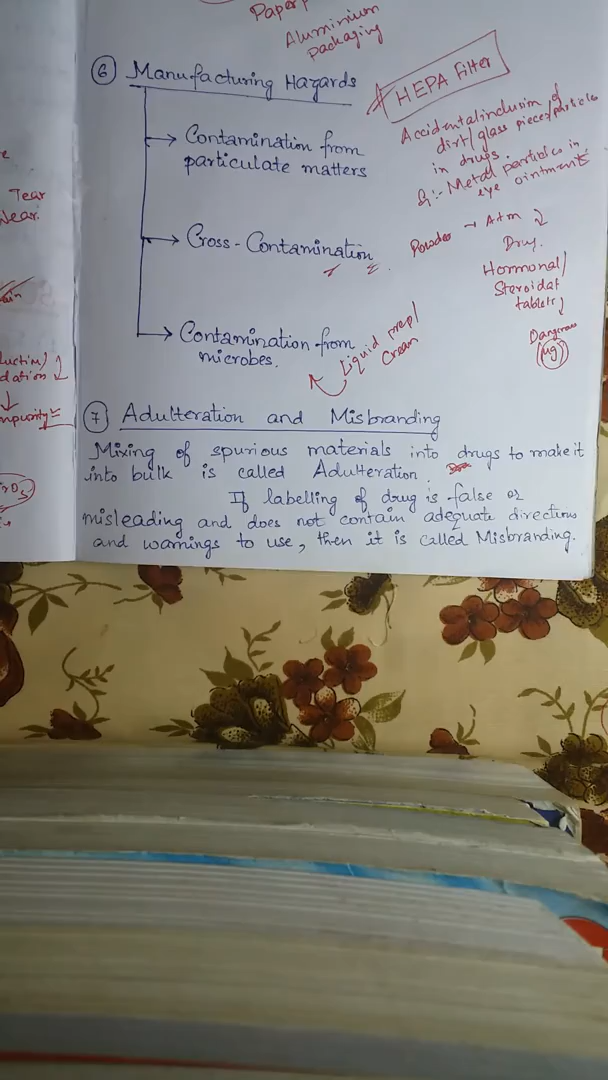 Paper
Aluminium
Packaging
⑥ Manufacturing Hazards
HEPA Filter
→ Contamination from
particulate matters
Accidental inclusion of
dirt/glass pieces/particles
in drugs.
Metal particles in
eye ointments
→ Cross-Contamination
Powder → Atm ↓
Drug.
Hormonal/
Steroidal
tablets ↓
Dangerous
(μg)
→ Contamination from
microbes.
Liquid prep/
Cream
⑦ Adulteration and Misbranding
Mixing of spurious materials into drugs to make it
into bulk is called Adulteration.
If labelling of drug is false or
misleading and does not contain adequate directions
and warnings to use, then it is called Misbranding.
Tear